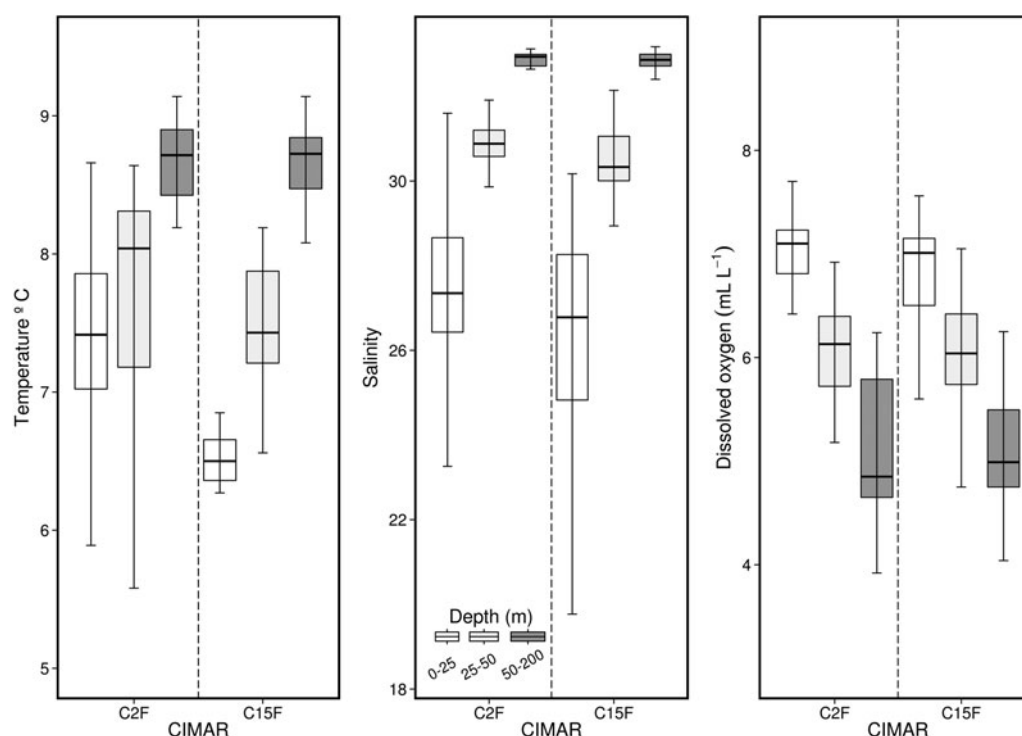 Temperature º C
9
8
7
6
5
C2F
C15F
CIMAR
Salinity
30
26
22
18
Depth (m)
0-25
25-50
50-200
C2F
C15F
CIMAR
Dissolved oxygen (mL L⁻¹)
8
6
4
C2F
C15F
CIMAR